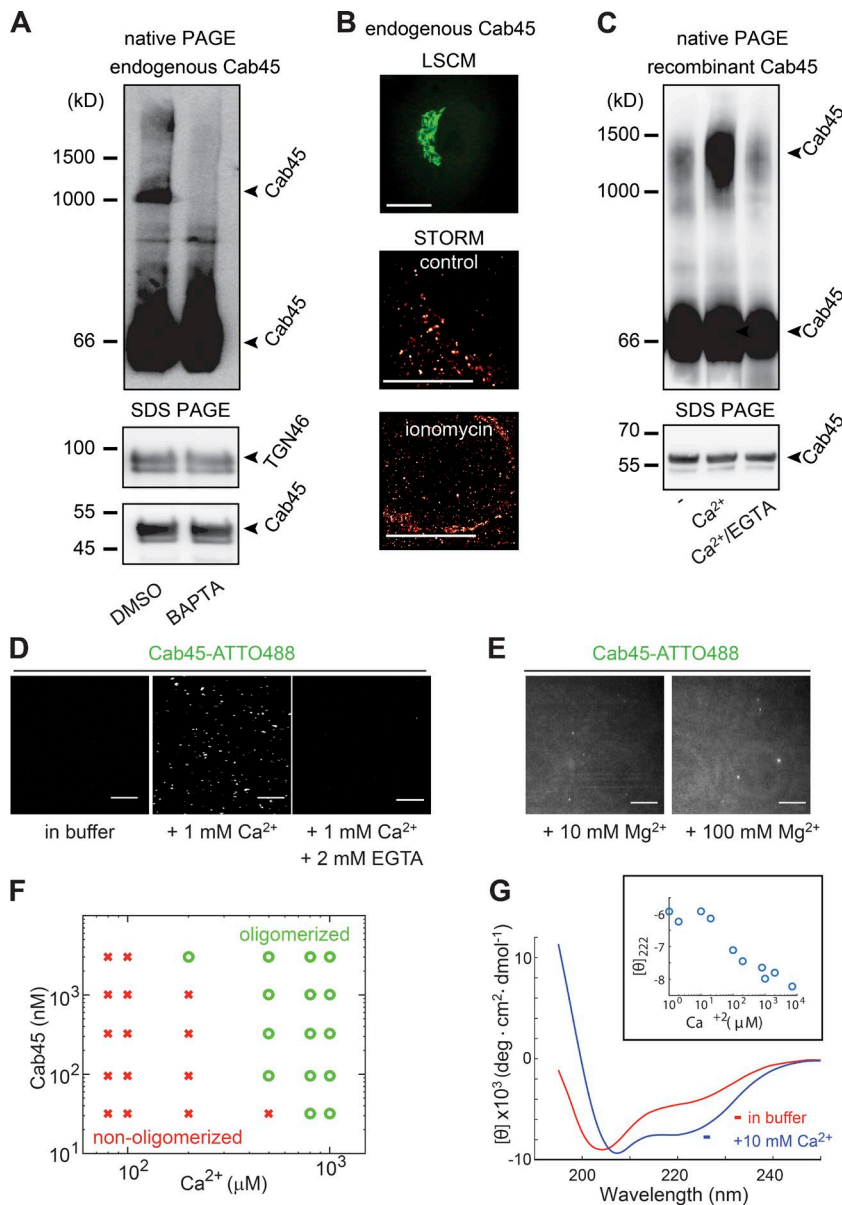 A
native PAGE
endogenous Cab45
(kD)
1500
1000
66
Cab45
Cab45
SDS PAGE
100
TGN46
55
45
Cab45
DMSO
BAPTA
B
endogenous Cab45
LSCM
STORM
control
ionomycin
C
native PAGE
recombinant Cab45
(kD)
1500
1000
66
Cab45
Cab45
SDS PAGE
70
55
Cab45
-
Ca²⁺
Ca²⁺/EGTA
D
Cab45-ATTO488
in buffer
+ 1 mM Ca²⁺
+ 1 mM Ca²⁺
+ 2 mM EGTA
E
Cab45-ATTO488
+ 10 mM Mg²⁺
+ 100 mM Mg²⁺
F
oligomerized
non-oligomerized
Cab45 (nM)
10³
10²
10¹
10²
10³
Ca²⁺ (μM)
G
[θ]₂₂₂
-6
-7
-8
10⁰ 10¹ 10² 10³ 10⁴
Ca ⁺²(μM)
[θ] x10³ (deg · cm²· dmol⁻¹)
10
0
-10
in buffer
+10 mM Ca²⁺
200 220 240
Wavelength (nm)